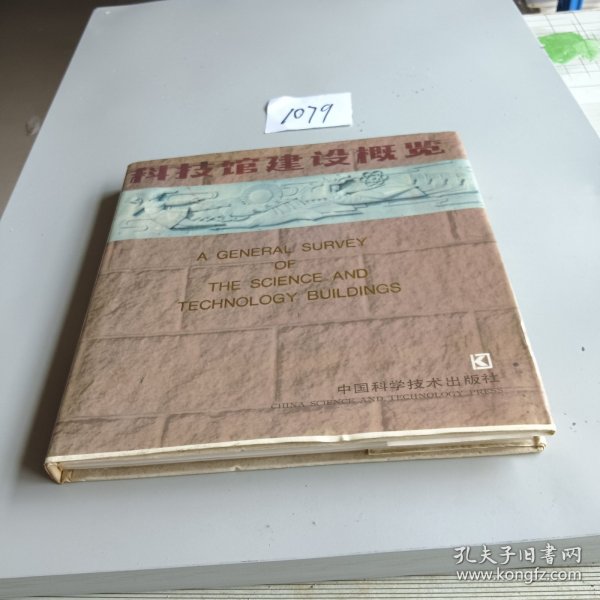 1079
科技馆建设概览
A GENERAL SURVEY
OF
THE SCIENCE AND
TECHNOLOGY BUILDINGS
K
中国科学技术出版社
CHINA SCIENCE AND TECHNOLOGY PRESS
孔夫子旧书网
www.kongfz.com